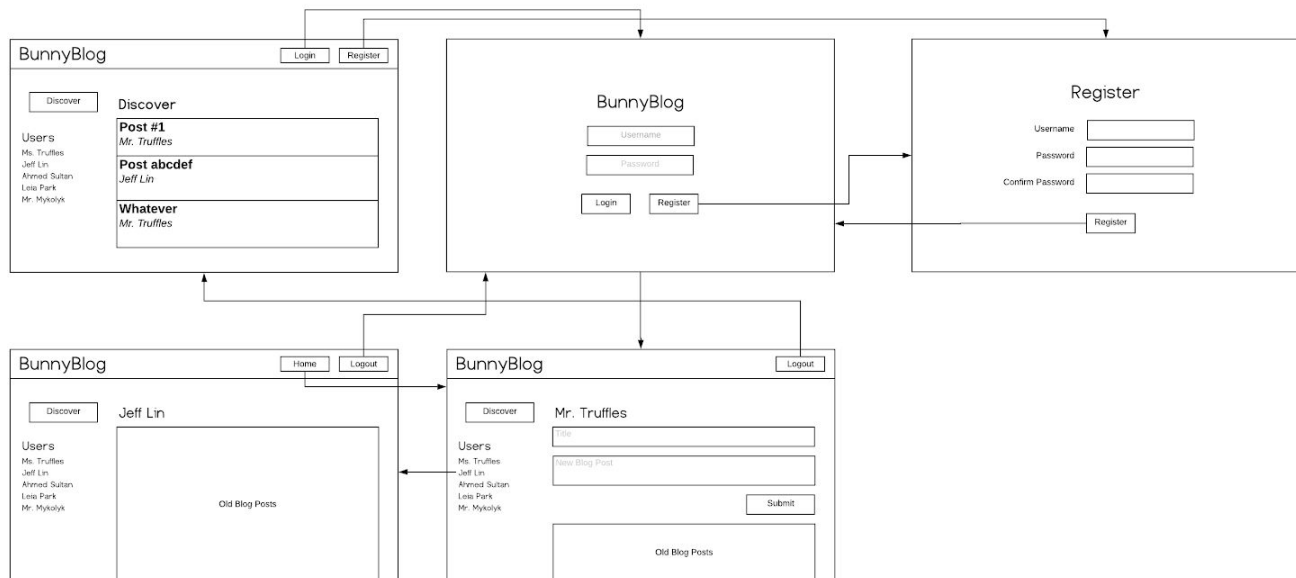 BunnyBlog
Login
Register
Discover
Discover
Users
Ms. Truffles
Jeff Lin
Ahmed Sultan
Leia Park
Mr. Mykolyk
Post #1
Mr. Truffles
Post abcdef
Jeff Lin
Whatever
Mr. Truffles
BunnyBlog
Username
Password
Login
Register
Register
Username
Password
Confirm Password
Register
BunnyBlog
Home
Logout
Discover
Jeff Lin
Users
Ms. Truffles
Jeff Lin
Ahmed Sultan
Leia Park
Mr. Mykolyk
Old Blog Posts
BunnyBlog
Logout
Discover
Mr. Truffles
Users
Ms. Truffles
Jeff Lin
Ahmed Sultan
Leia Park
Mr. Mykolyk
Title
New Blog Post
Submit
Old Blog Posts